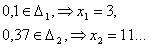 0,1 ∈ Δ₁, ⇒ x₁ = 3,
0,37 ∈ Δ₂, ⇒ x₂ = 11...